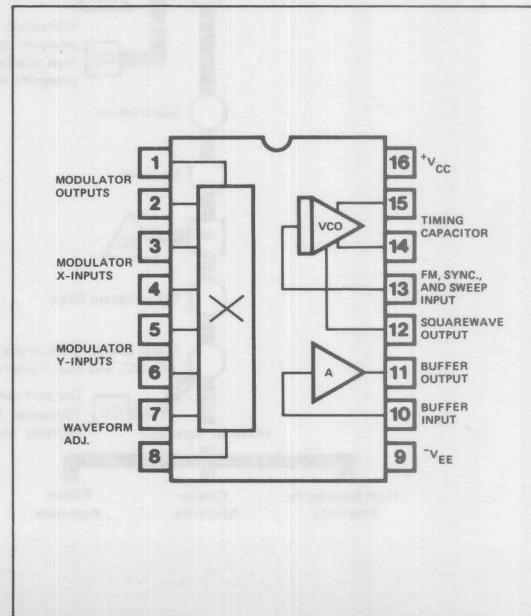 1
MODULATOR
OUTPUTS
2
3
MODULATOR
X-INPUTS
4
5
MODULATOR
Y-INPUTS
6
7
WAVEFORM
ADJ.
8
VCO
A
16
+VCC
15
TIMING
CAPACITOR
14
13
FM, SYNC.,
AND SWEEP
INPUT
12
SQUAREWAVE
OUTPUT
11
BUFFER
OUTPUT
10
BUFFER
INPUT
9
-VEE